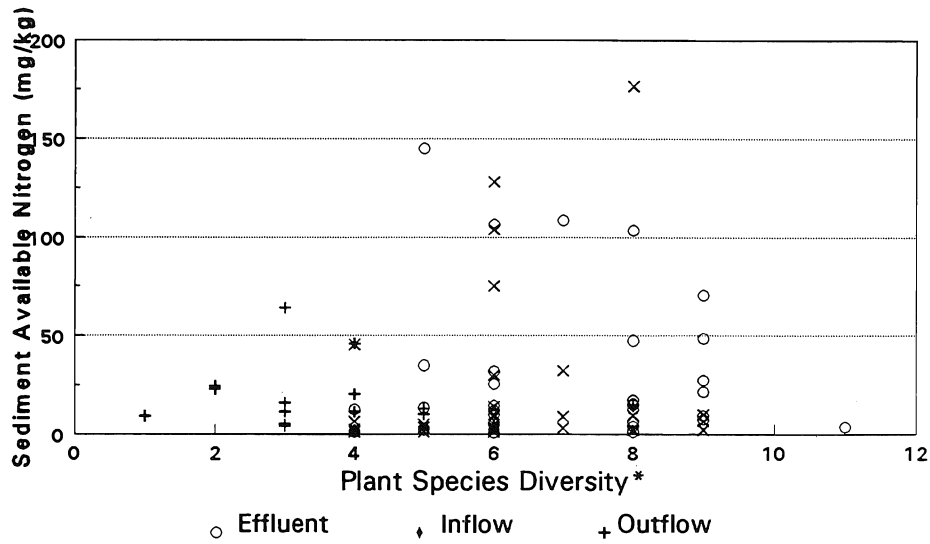 Sediment Available Nitrogen (mg/kg)
200
150
100
50
0
0 2 4 6 8 10 12
Plant Species Diversity*
Effluent Inflow Outflow